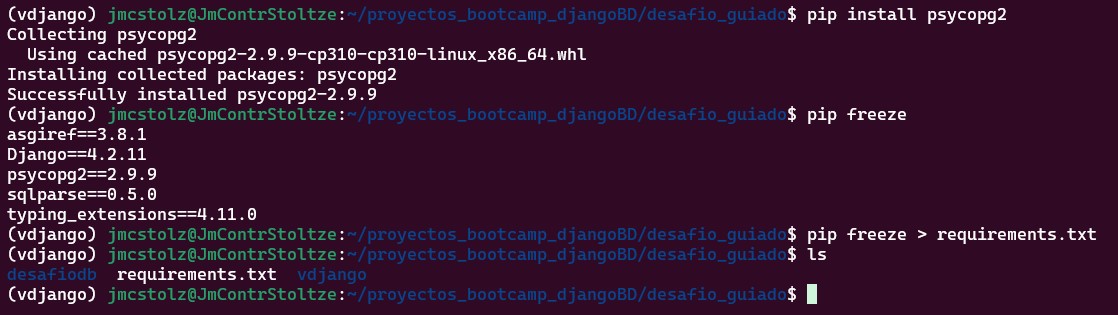 (vdjango) jmcstolz@JmContrStoltze:~/proyectos_bootcamp_djangoBD/desafio_guiado$ pip install psycopg2
Collecting psycopg2
  Using cached psycopg2-2.9.9-cp310-cp310-linux_x86_64.whl
Installing collected packages: psycopg2
Successfully installed psycopg2-2.9.9
(vdjango) jmcstolz@JmContrStoltze:~/proyectos_bootcamp_djangoBD/desafio_guiado$ pip freeze
asgiref==3.8.1
Django==4.2.11
psycopg2==2.9.9
sqlparse==0.5.0
typing_extensions==4.11.0
(vdjango) jmcstolz@JmContrStoltze:~/proyectos_bootcamp_djangoBD/desafio_guiado$ pip freeze > requirements.txt
(vdjango) jmcstolz@JmContrStoltze:~/proyectos_bootcamp_djangoBD/desafio_guiado$ ls
desafiodb  requirements.txt  vdjango
(vdjango) jmcstolz@JmContrStoltze:~/proyectos_bootcamp_djangoBD/desafio_guiado$